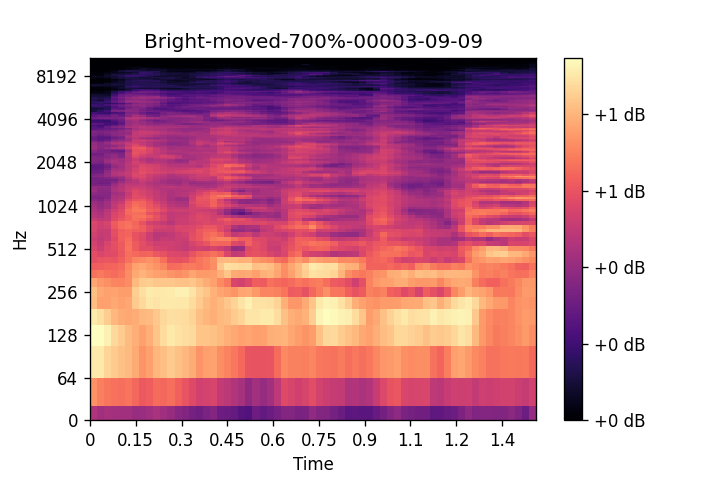 Bright-moved-700%-00003-09-09
8192
4096
2048
1024
512
256
128
64
0
Hz
0 0.15 0.3 0.45 0.6 0.75 0.9 1.1 1.2 1.4
Time
+1 dB
+1 dB
+0 dB
+0 dB
+0 dB